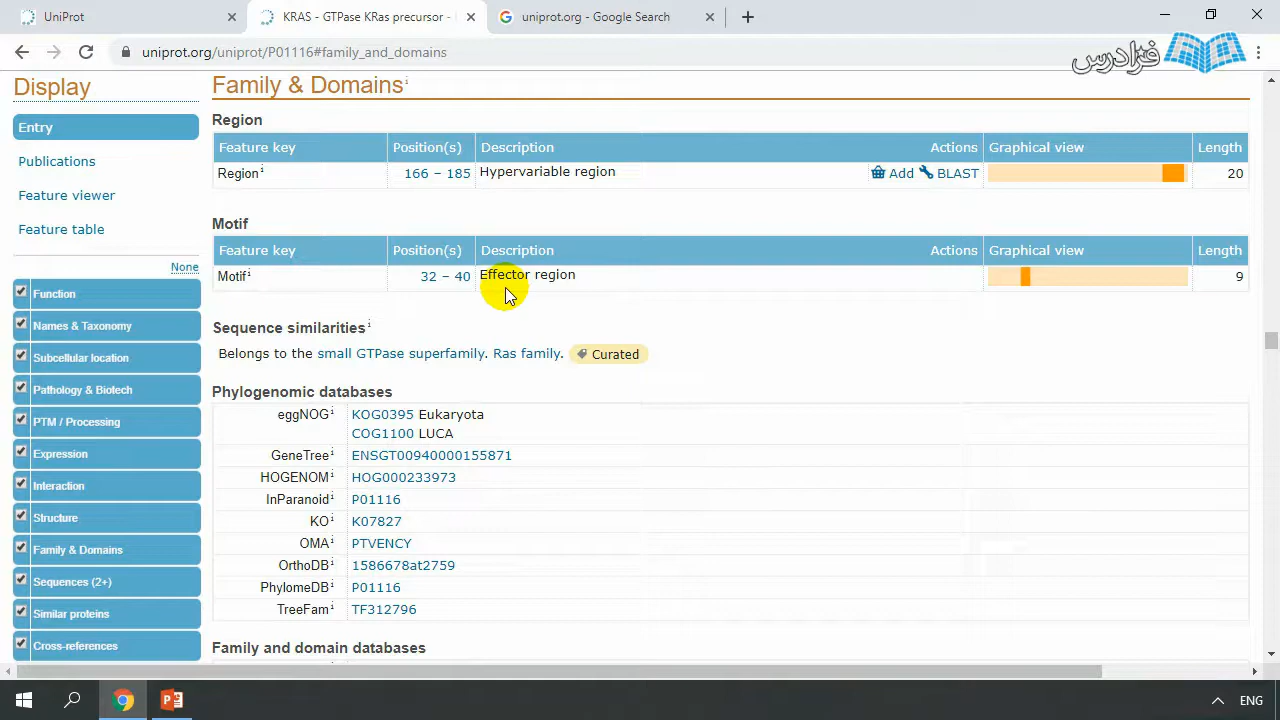 UniProt
KRAS - GTPase KRas precursor -
uniprot.org - Google Search
uniprot.org/uniprot/P01116#family_and_domains
فرادرس
Display
Entry
Publications
Feature viewer
Feature table
None
Function
Names & Taxonomy
Subcellular location
Pathology & Biotech
PTM / Processing
Expression
Interaction
Structure
Family & Domains
Sequences (2+)
Similar proteins
Cross-references
Family & Domains i
Region
Feature key Position(s) Description Actions Graphical view Length
Region i 166 – 185 Hypervariable region Add BLAST 20
Motif
Feature key Position(s) Description Actions Graphical view Length
Motif i 32 – 40 Effector region 9
Sequence similarities i
Belongs to the small GTPase superfamily. Ras family. Curated
Phylogenomic databases
eggNOG i KOG0395 Eukaryota
COG1100 LUCA
GeneTree i ENSGT00940000155871
HOGENOM i HOG000233973
InParanoid i P01116
KO i K07827
OMA i PTVENCY
OrthoDB i 1586678at2759
PhylomeDB i P01116
TreeFam i TF312796
Family and domain databases
ENG